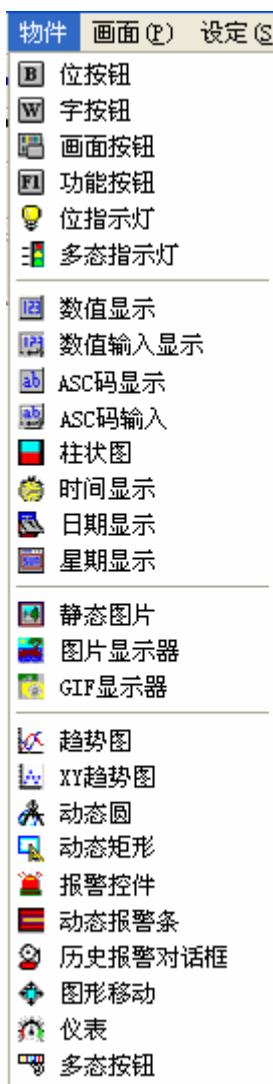 物件 画面(P) 设定(S
位按钮
字按钮
画面按钮
功能按钮
位指示灯
多态指示灯
数值显示
数值输入显示
ASC码显示
ASC码输入
柱状图
时间显示
日期显示
星期显示
静态图片
图片显示器
GIF显示器
趋势图
XY趋势图
动态圆
动态矩形
报警控件
动态报警条
历史报警对话框
图形移动
仪表
多态按钮